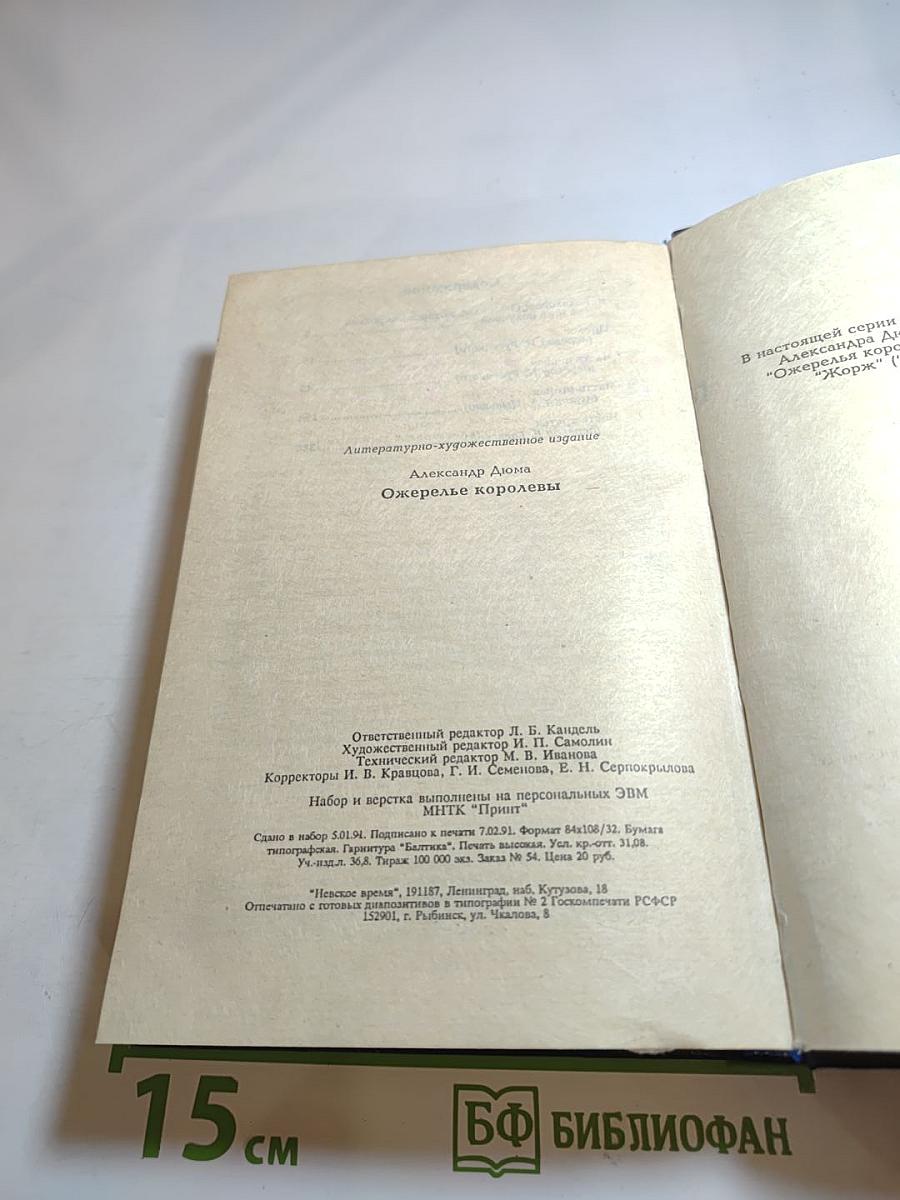 Литературно-художественное издание
Александр Дюма
Ожерелье королевы
Ответственный редактор Л. Б. Кандель
Художественный редактор И. П. Самолин
Технический редактор М. В. Иванова
Корректоры И. В. Кравцова, Г. И. Семенова, Е. Н. Серпокрылова
Набор и верстка выполнены на персональных ЭВМ
МНТК "Принт"
Сдано в набор 5.01.91. Подписано к печати 7.02.91. Формат 84x108/32. Бумага
типографская. Гарнитура "Балтика". Печать высокая. Усл. кр.-отт. 31,08.
Уч.-изд.л. 36,8. Тираж 100 000 экз. Заказ № 54. Цена 20 руб.
"Невское время", 191187, Ленинград, наб. Кутузова, 18
Отпечатано с готовых диапозитивов в типографии № 2 Госкомпечати РСФСР
152901, г. Рыбинск, ул. Чкалова, 8
В настоящей серии
Александра Дю
"Ожерелья коро
"Жорж" ("
15 см
БФ БИБЛИОФАН